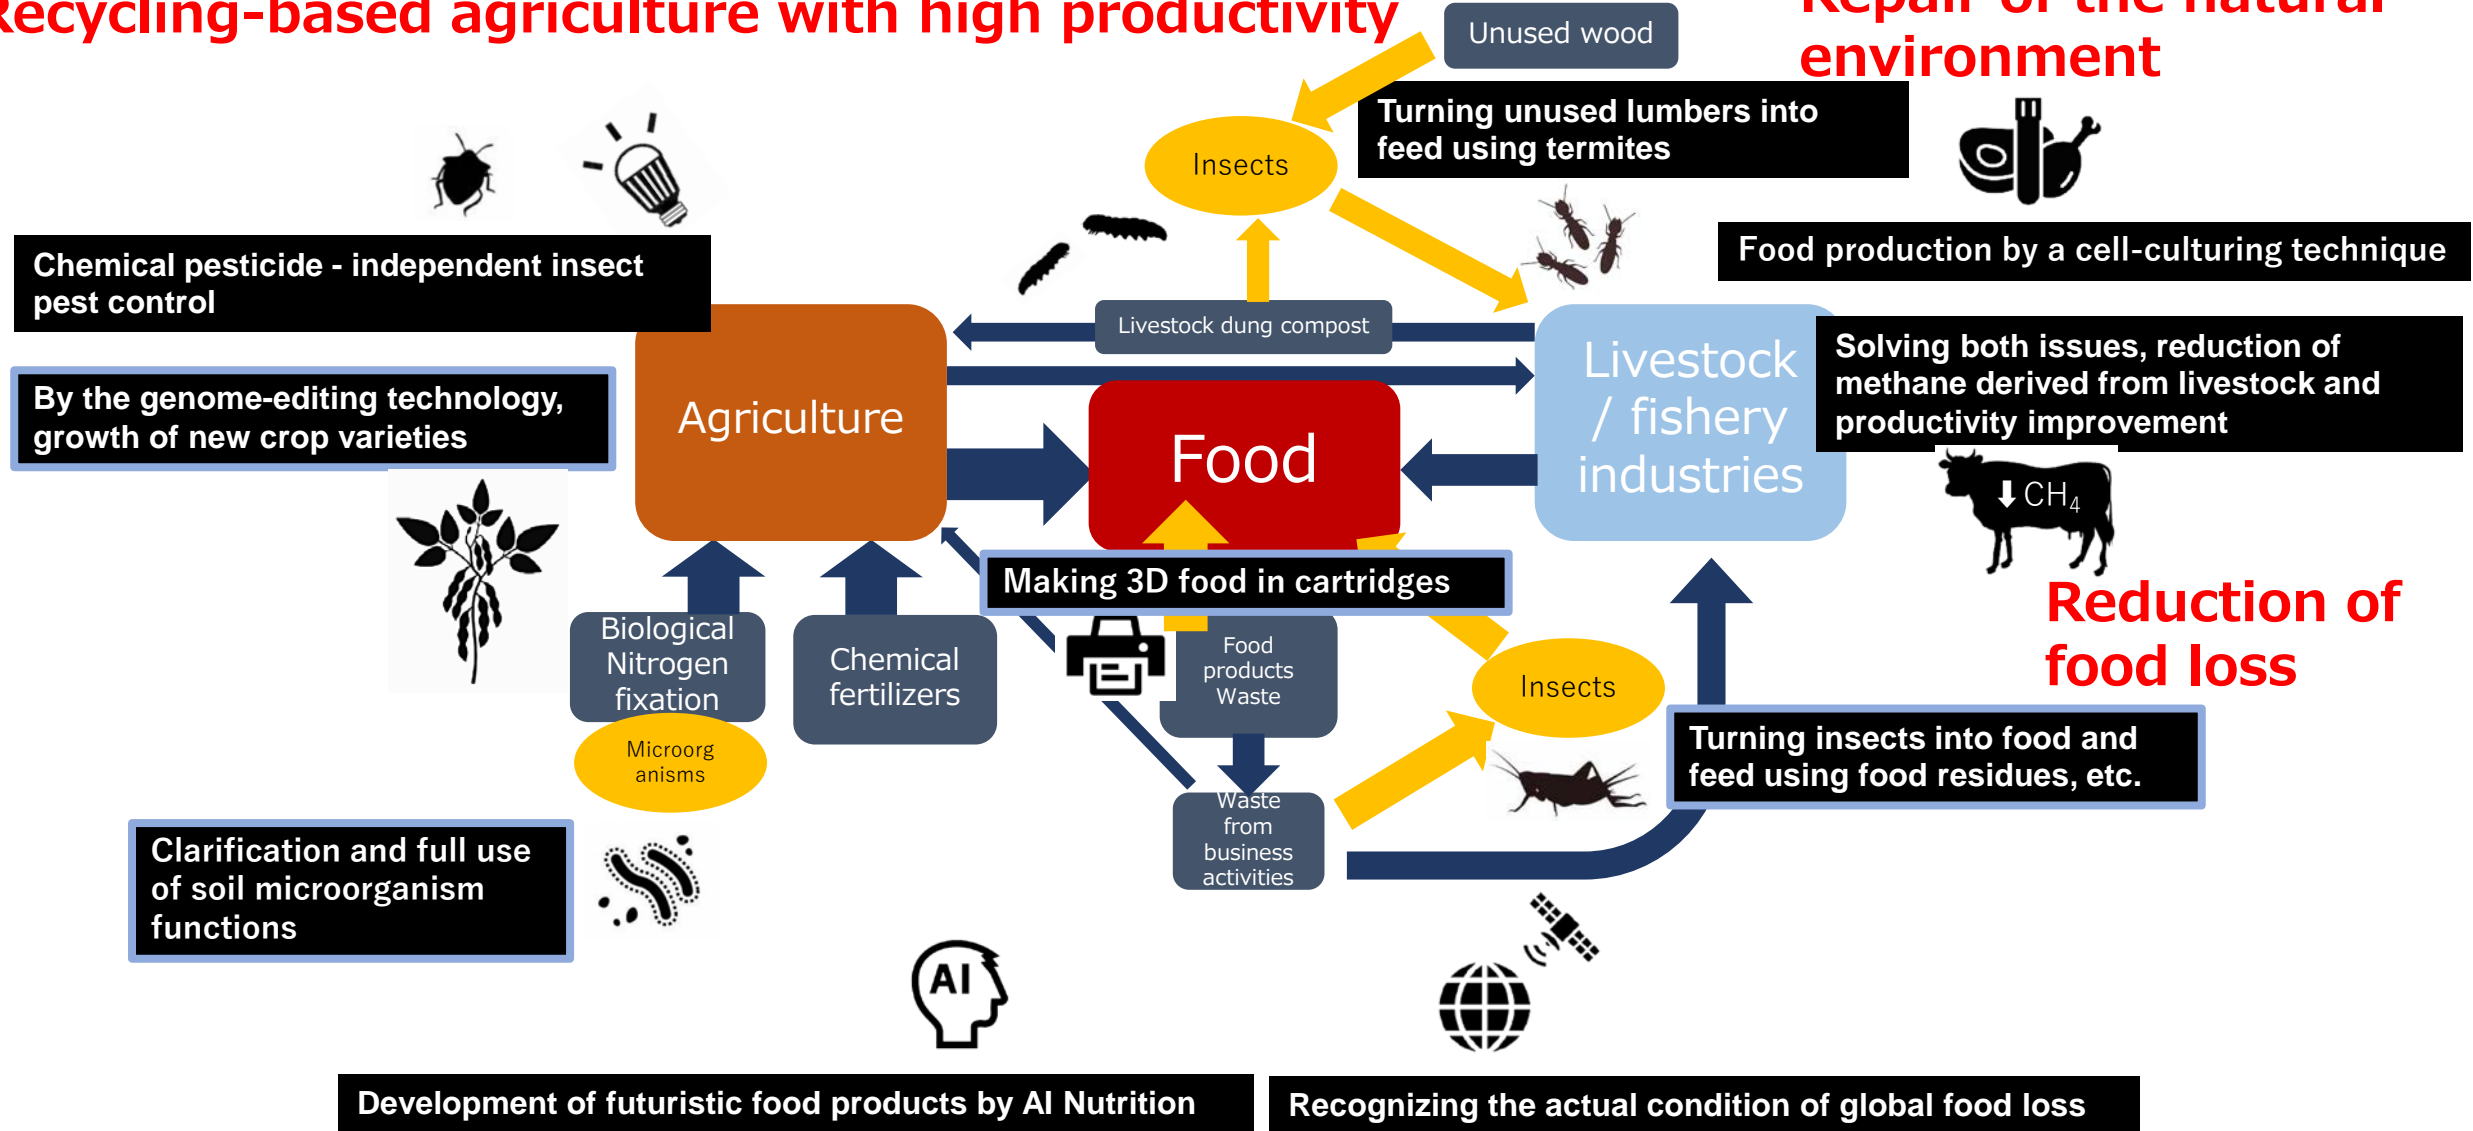 Recycling-based agriculture with high productivity
Repair of the natural
environment
Unused wood
Turning unused lumbers into
feed using termites
Insects
Chemical pesticide - independent insect
pest control
Food production by a cell-culturing technique
Livestock dung compost
By the genome-editing technology,
growth of new crop varieties
Agriculture
Food
Livestock
/ fishery
industries
Solving both issues, reduction of
methane derived from livestock and
productivity improvement
CH₄
Making 3D food in cartridges
Reduction of
food loss
Biological
Nitrogen
fixation
Chemical
fertilizers
Food
products
Waste
Insects
Microorg
anisms
Turning insects into food and
feed using food residues, etc.
Waste
from
business
activities
Clarification and full use
of soil microorganism
functions
AI
Development of futuristic food products by AI Nutrition
Recognizing the actual condition of global food loss